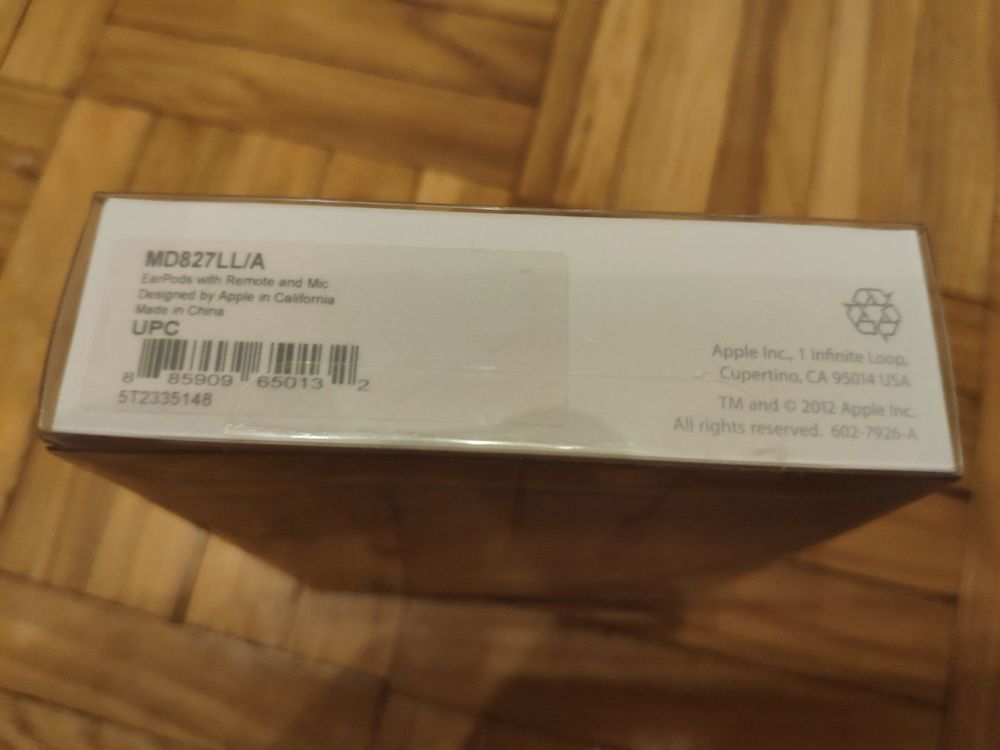 MD827LL/A
EarPods with Remote and Mic
Designed by Apple in California
Made in China
UPC
8 85909 65013 2
5T2335148
Apple Inc., 1 Infinite Loop,
Cupertino, CA 95014 USA
TM and © 2012 Apple Inc.
All rights reserved. 602-7926-A